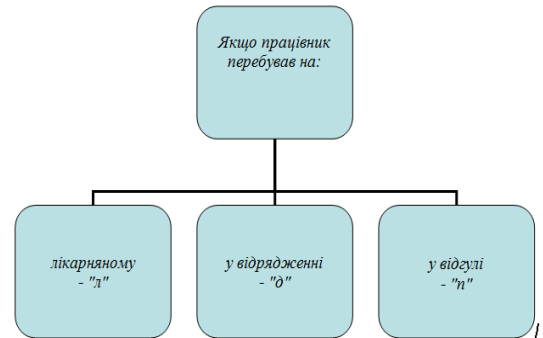 Якщо працівник
перебував на:
лікарняному
- "л"
у відрядженні
- "д"
у відгулі
- "п"